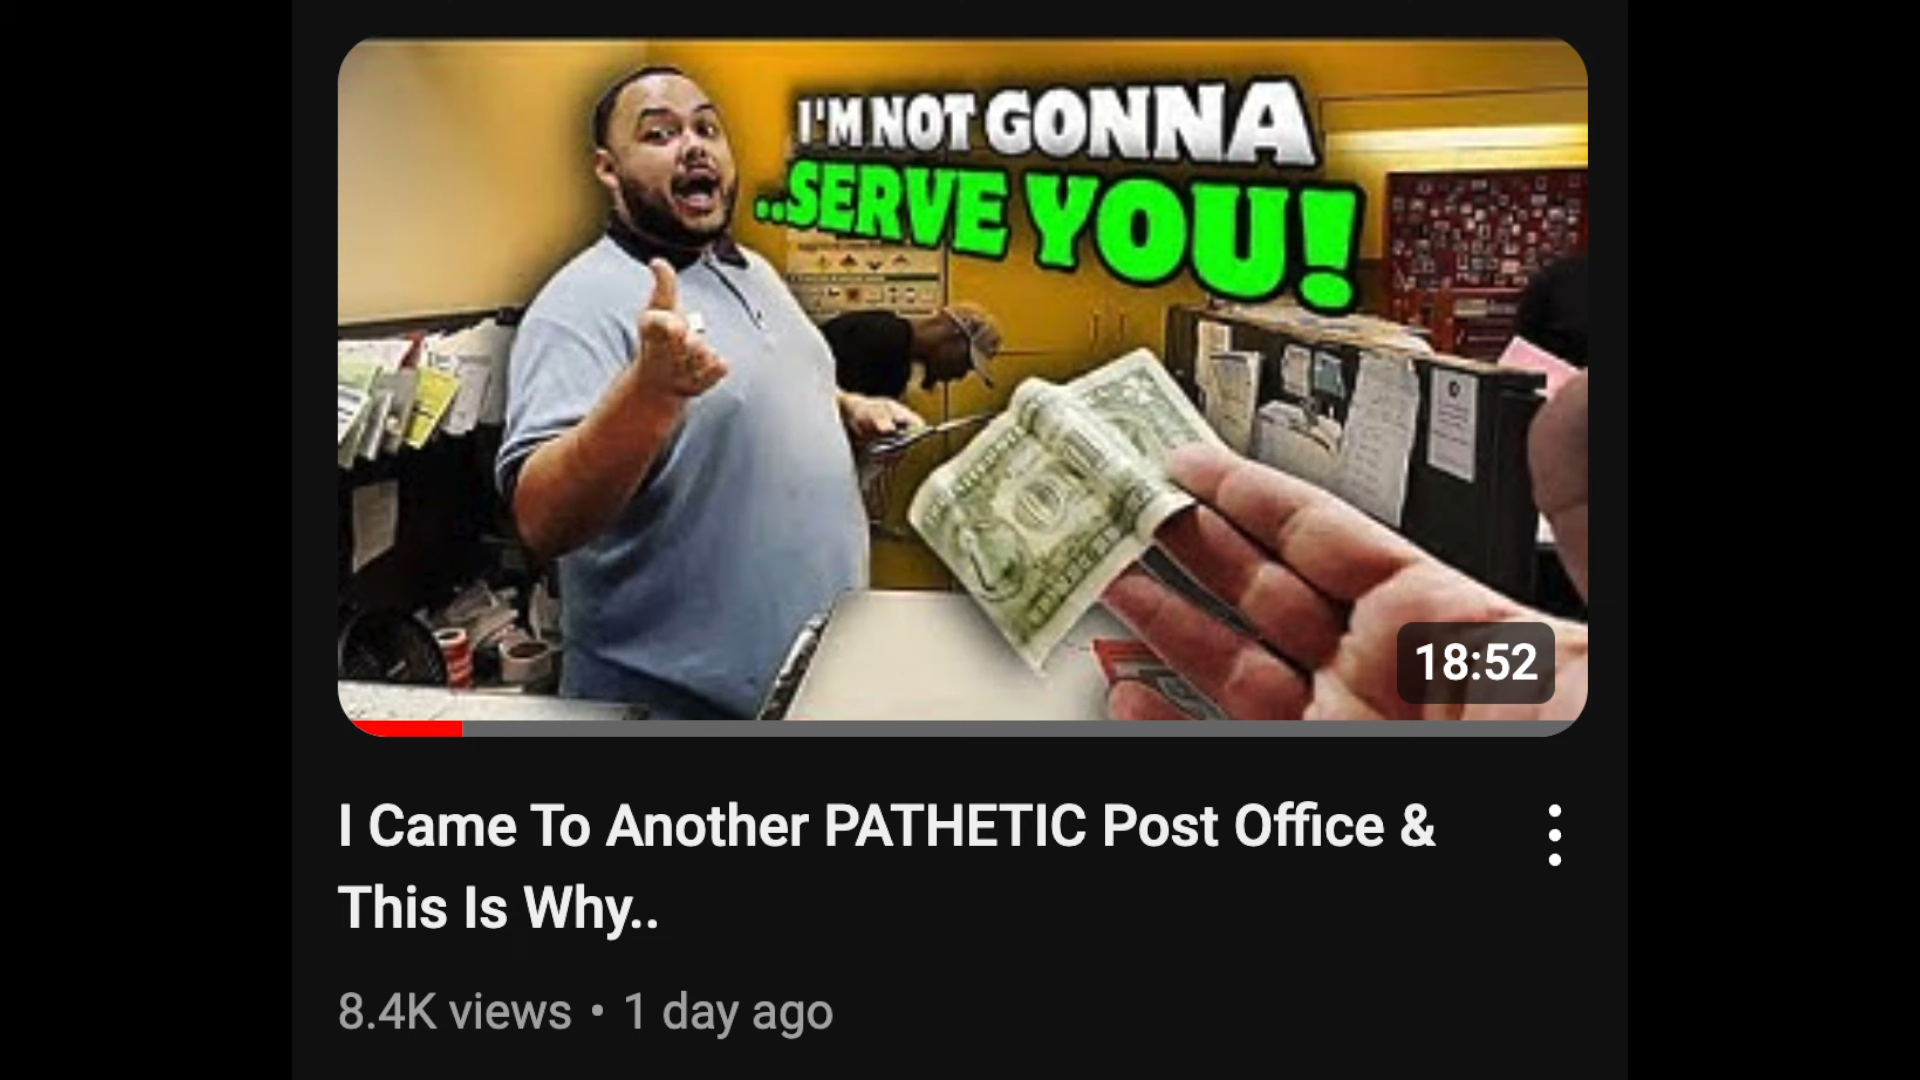 I'M NOT GONNA
..SERVE YOU!
18:52
I Came To Another PATHETIC Post Office &
This Is Why..
8.4K views • 1 day ago